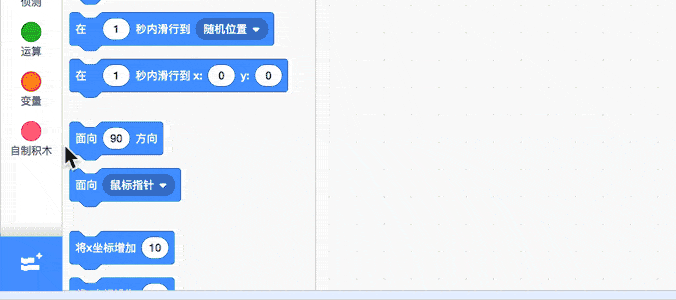 侦测
运算
变量
自制积木
在 1 秒内滑行到 随机位置
在 1 秒内滑行到 x: 0 y: 0
面向 90 方向
面向 鼠标指针
将x坐标增加 10